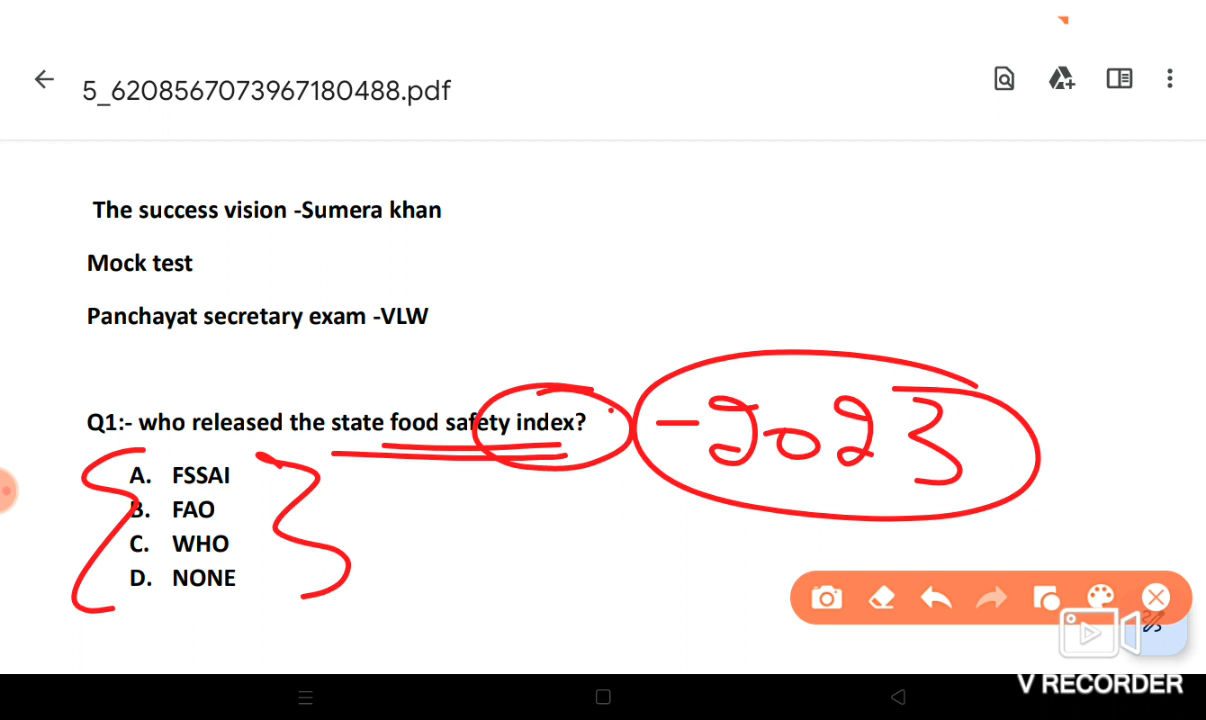 5_6208567073967180488.pdf
The success vision -Sumera khan
Mock test
Panchayat secretary exam -VLW
Q1:- who released the state food safety index? - 2023
A. FSSAI
B. FAO
C. WHO
D. NONE
V RECORDER